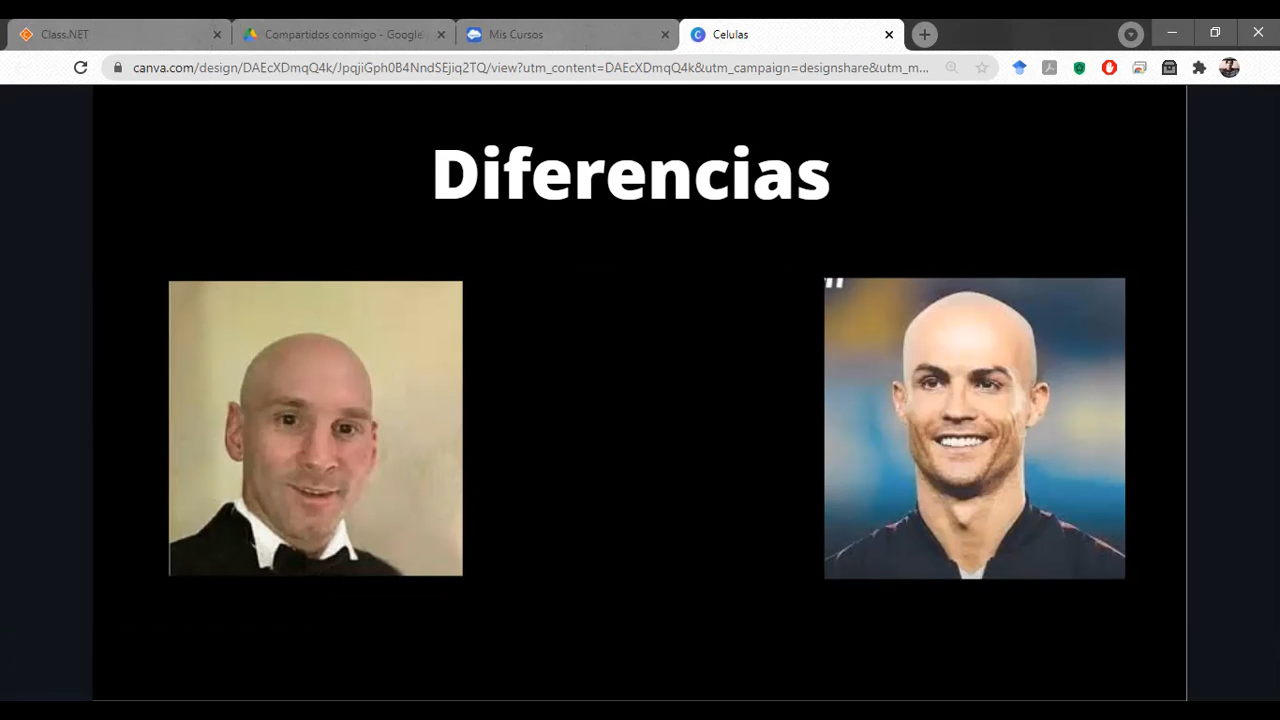 Class.NET
Compartidos conmigo - Google
Mis Cursos
Celulas
canva.com/design/DAEcXDmqQ4k/JpqjiGph0B4NndSEjiq2TQ/view?utm_content=DAEcXDmqQ4k&utm_campaign=designshare&utm_m...
Diferencias